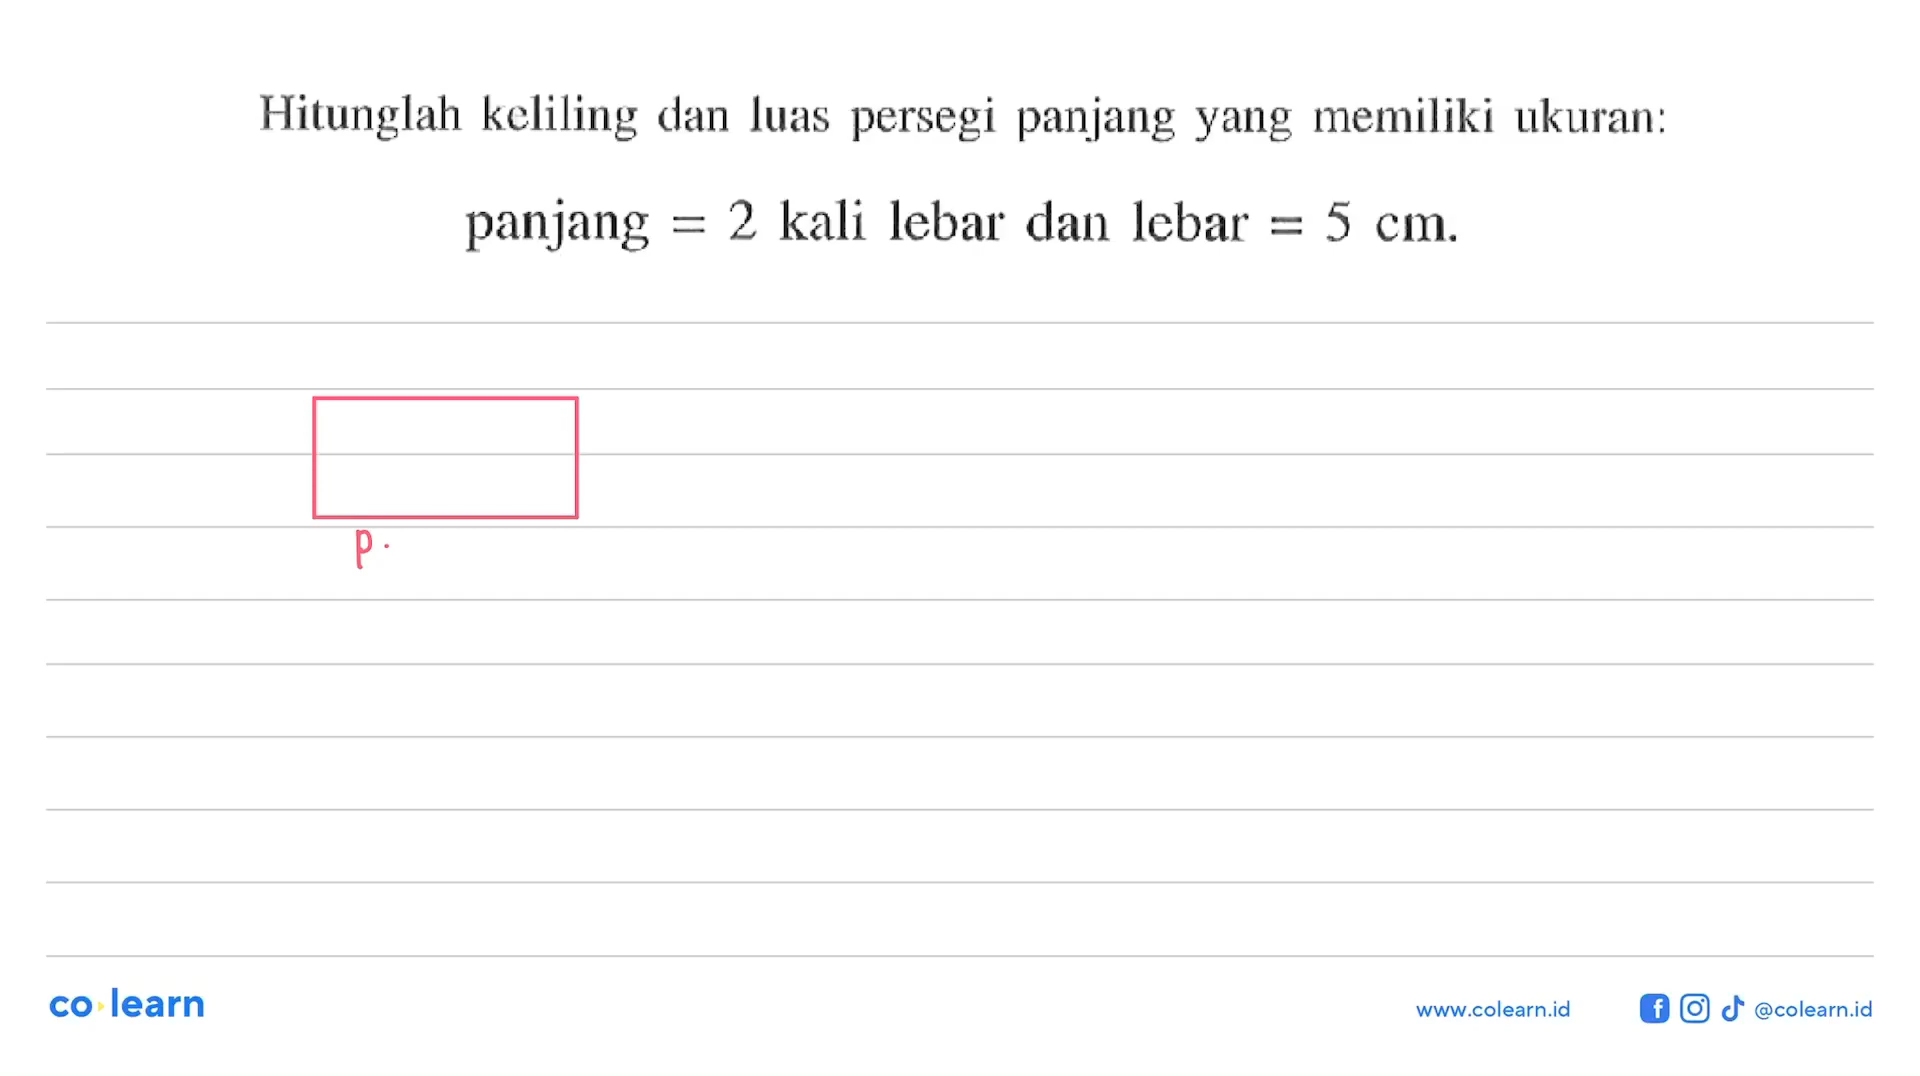 Hitunglah keliling dan luas persegi panjang yang memiliki ukuran:
panjang = 2 kali lebar dan lebar = 5 cm.
p.
co learn
www.colearn.id
@colearn.id